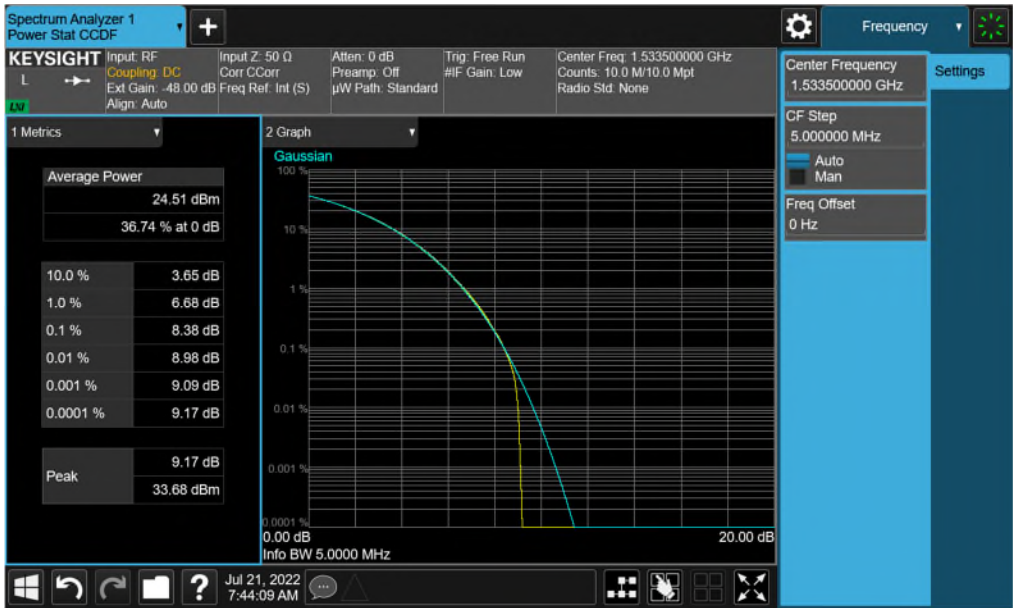 Spectrum Analyzer 1
Power Stat CCDF
+
Frequency
KEYSIGHT
L
LNI
Input: RF
Coupling: DC
Ext Gain: -48.00 dB
Align: Auto
Input Z: 50 Ω
Corr CCorr
Freq Ref: Int (S)
Atten: 0 dB
Preamp: Off
µW Path: Standard
Trig: Free Run
#IF Gain: Low
Center Freq: 1.533500000 GHz
Counts: 10.0 M/10.0 Mpt
Radio Std: None
Center Frequency
1.533500000 GHz
Settings
CF Step
5.000000 MHz
Auto
Man
Freq Offset
0 Hz
1 Metrics
Average Power
24.51 dBm
36.74 % at 0 dB
10.0 % 3.65 dB
1.0 % 6.68 dB
0.1 % 8.38 dB
0.01 % 8.98 dB
0.001 % 9.09 dB
0.0001 % 9.17 dB
Peak
9.17 dB
33.68 dBm
2 Graph
Gaussian
100 %
10 %
1 %
0.1 %
0.01 %
0.001 %
0.0001 %
0.00 dB 20.00 dB
Info BW 5.0000 MHz
?
Jul 21, 2022
7:44:09 AM